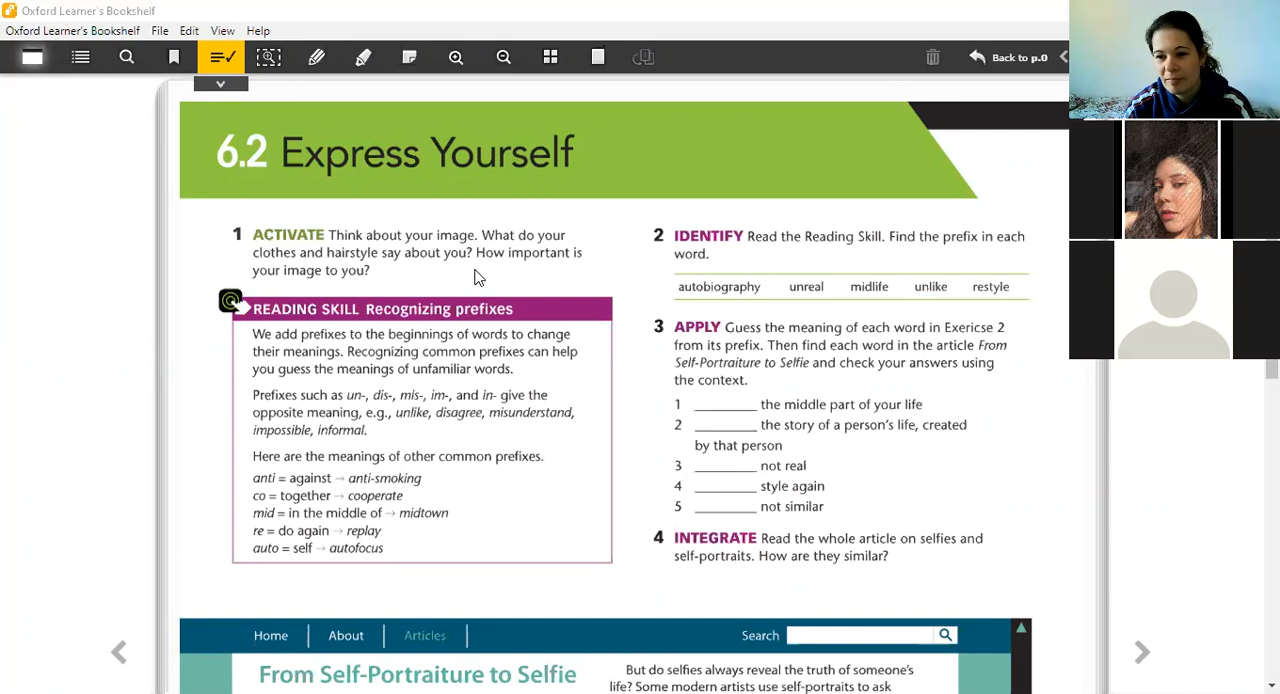 Oxford Learner's Bookshelf
Oxford Learner's Bookshelf File Edit View Help
Back to p.0
6.2 Express Yourself
1 ACTIVATE Think about your image. What do your
clothes and hairstyle say about you? How important is
your image to you?
READING SKILL Recognizing prefixes
We add prefixes to the beginnings of words to change
their meanings. Recognizing common prefixes can help
you guess the meanings of unfamiliar words.
Prefixes such as un-, dis-, mis-, im-, and in- give the
opposite meaning, e.g., unlike, disagree, misunderstand,
impossible, informal.
Here are the meanings of other common prefixes.
anti = against → anti-smoking
co = together → cooperate
mid = in the middle of → midtown
re = do again → replay
auto = self → autofocus
2 IDENTIFY Read the Reading Skill. Find the prefix in each
word.
autobiography unreal midlife unlike restyle
3 APPLY Guess the meaning of each word in Exericse 2
from its prefix. Then find each word in the article From
Self-Portraiture to Selfie and check your answers using
the context.
1 ________ the middle part of your life
2 ________ the story of a person's life, created
by that person
3 ________ not real
4 ________ style again
5 ________ not similar
4 INTEGRATE Read the whole article on selfies and
self-portraits. How are they similar?
Home About Articles Search
From Self-Portraiture to Selfie
But do selfies always reveal the truth of someone's
life? Some modern artists use self-portraits to ask